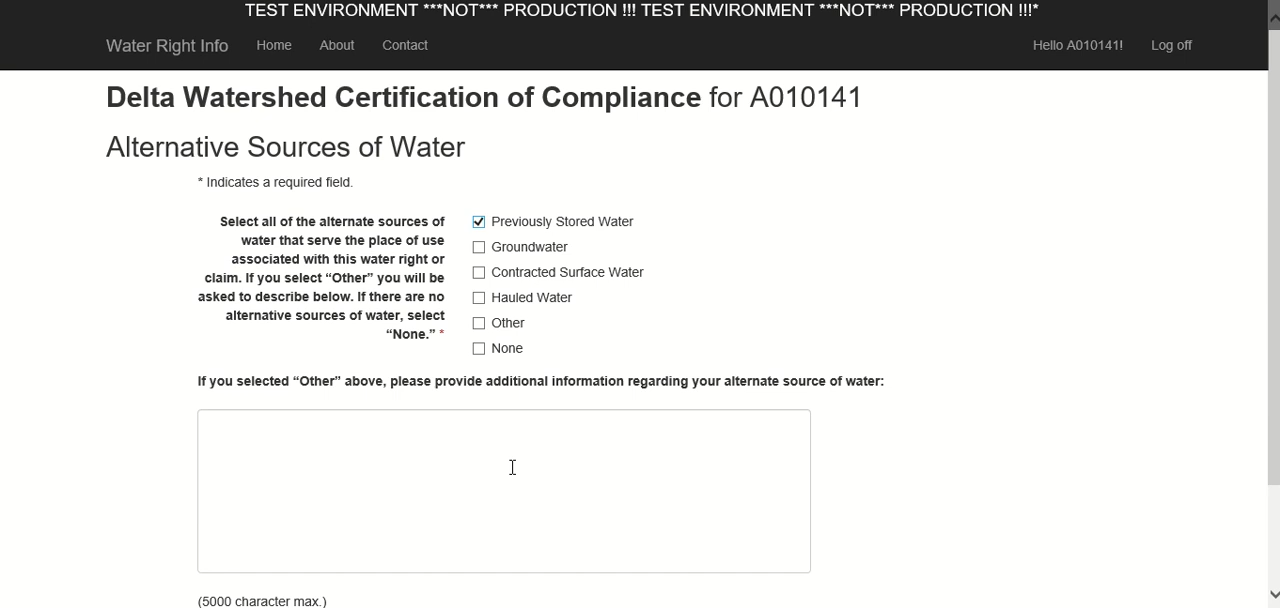 TEST ENVIRONMENT ***NOT*** PRODUCTION !!! TEST ENVIRONMENT ***NOT*** PRODUCTION !!!*
Water Right Info Home About Contact Hello A010141! Log off
Delta Watershed Certification of Compliance for A010141
Alternative Sources of Water
* Indicates a required field.
Select all of the alternate sources of
water that serve the place of use
associated with this water right or
claim. If you select “Other” you will be
asked to describe below. If there are no
alternative sources of water, select
“None.” *
Previously Stored Water
Groundwater
Contracted Surface Water
Hauled Water
Other
None
If you selected “Other” above, please provide additional information regarding your alternate source of water:
(5000 character max.)